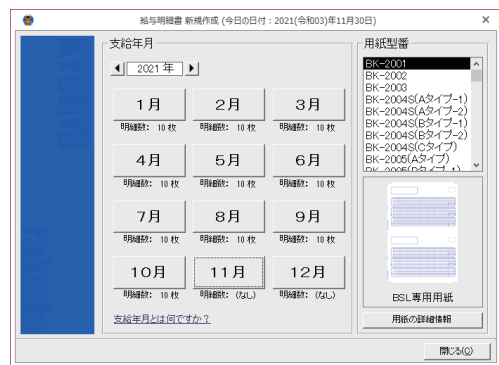 給与明細書 新規作成 (今日の日付 : 2021(令和03)年11月30日)
支給年月
2021 年
1月
2月
3月
明細数: 10 枚
明細数: 10 枚
明細数: 10 枚
4月
5月
6月
明細数: 10 枚
明細数: 10 枚
明細数: 10 枚
7月
8月
9月
明細数: 10 枚
明細数: 10 枚
明細数: 10 枚
10月
11月
12月
明細数: 10 枚
明細数: (なし)
明細数: (なし)
支給年月とは何ですか?
用紙型番
BK-2001
BK-2002
BK-2003
BK-2004S(Aタイプ-1)
BK-2004S(Aタイプ-2)
BK-2004S(Bタイプ-1)
BK-2004S(Bタイプ-2)
BK-2004S(Cタイプ)
BK-2005(Aタイプ)
BSL専用用紙
用紙の詳細情報
閉じる(C)
KYUHYO
rakuda